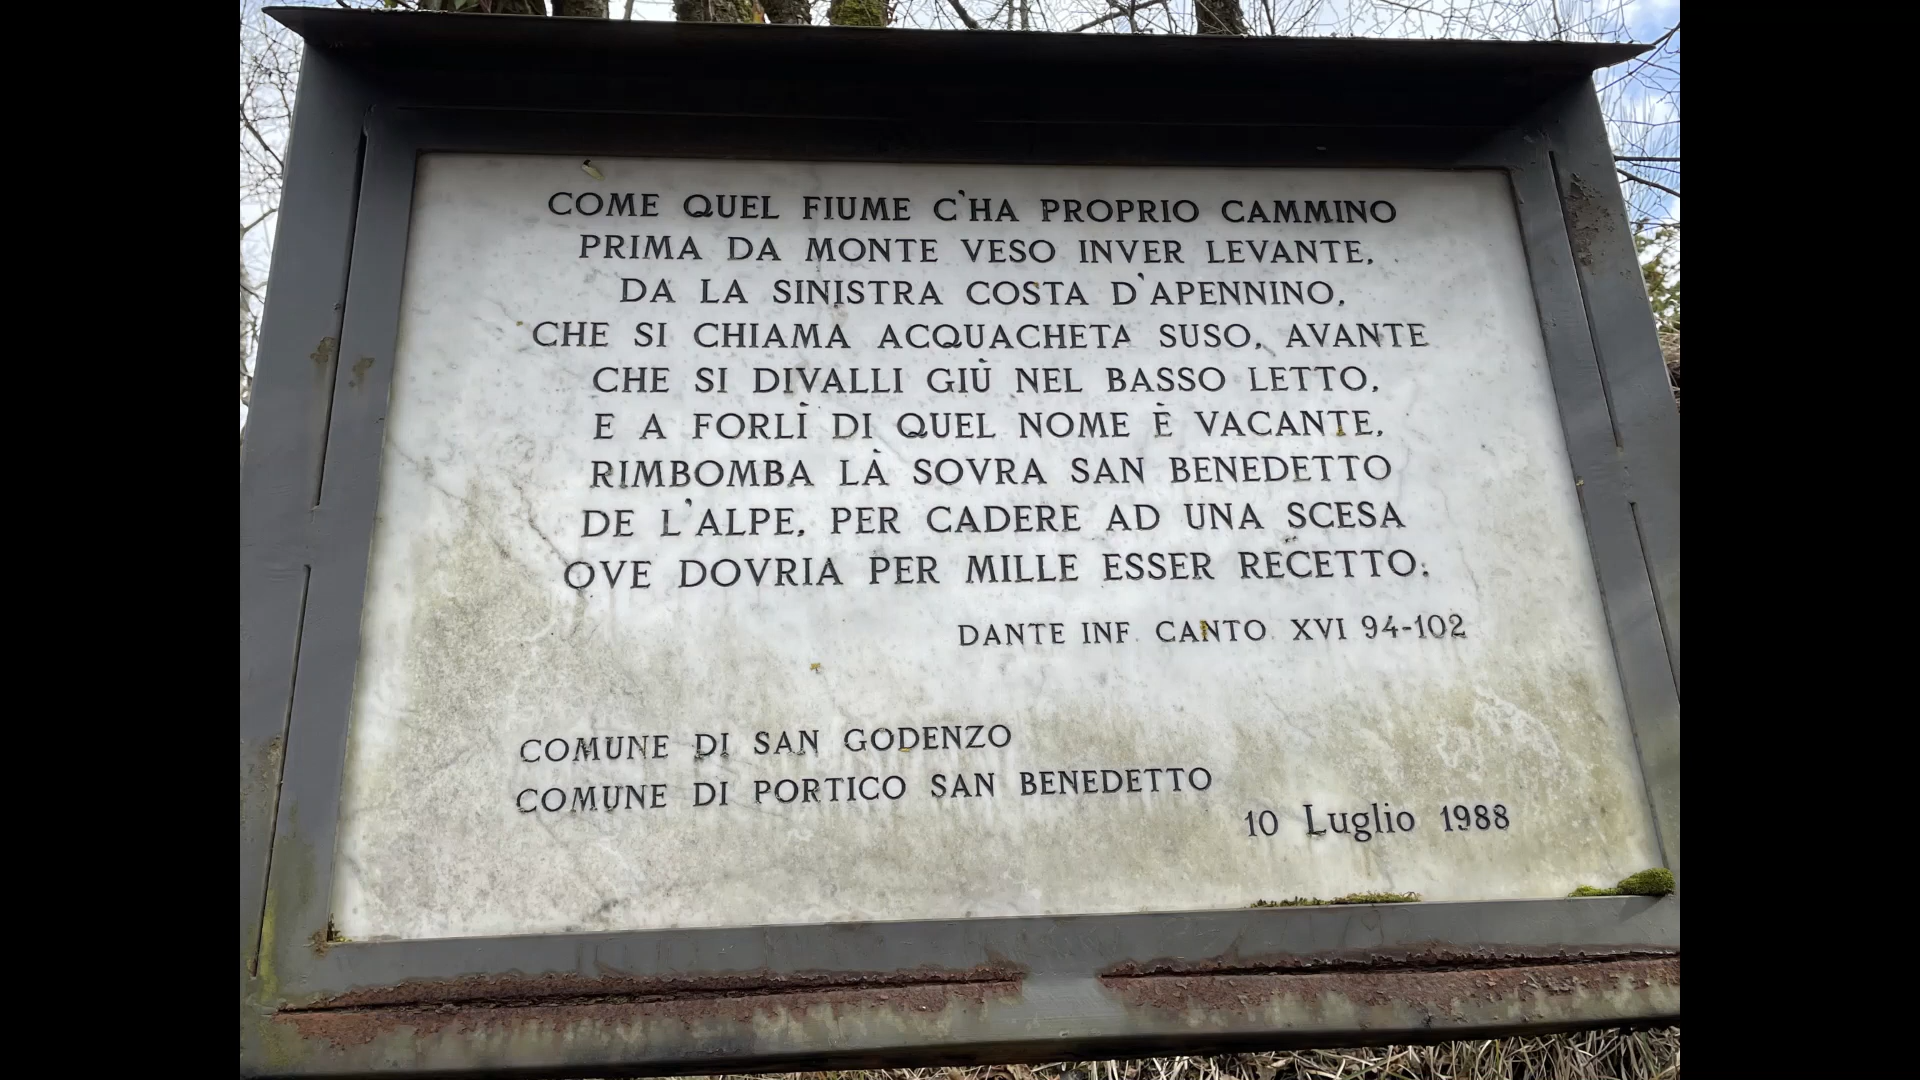 COME QUEL FIUME C'HA PROPRIO CAMMINO
PRIMA DA MONTE VESO INVER LEVANTE,
DA LA SINISTRA COSTA D'APENNINO,
CHE SI CHIAMA ACQUACHETA SUSO, AVANTE
CHE SI DIVALLI GIÙ NEL BASSO LETTO,
E A FORLÌ DI QUEL NOME È VACANTE,
RIMBOMBA LÀ SOVRA SAN BENEDETTO
DE L'ALPE, PER CADERE AD UNA SCESA
OVE DOVRIA PER MILLE ESSER RECETTO;
DANTE INF. CANTO XVI 94-102
COMUNE DI SAN GODENZO
COMUNE DI PORTICO SAN BENEDETTO
10 Luglio 1988